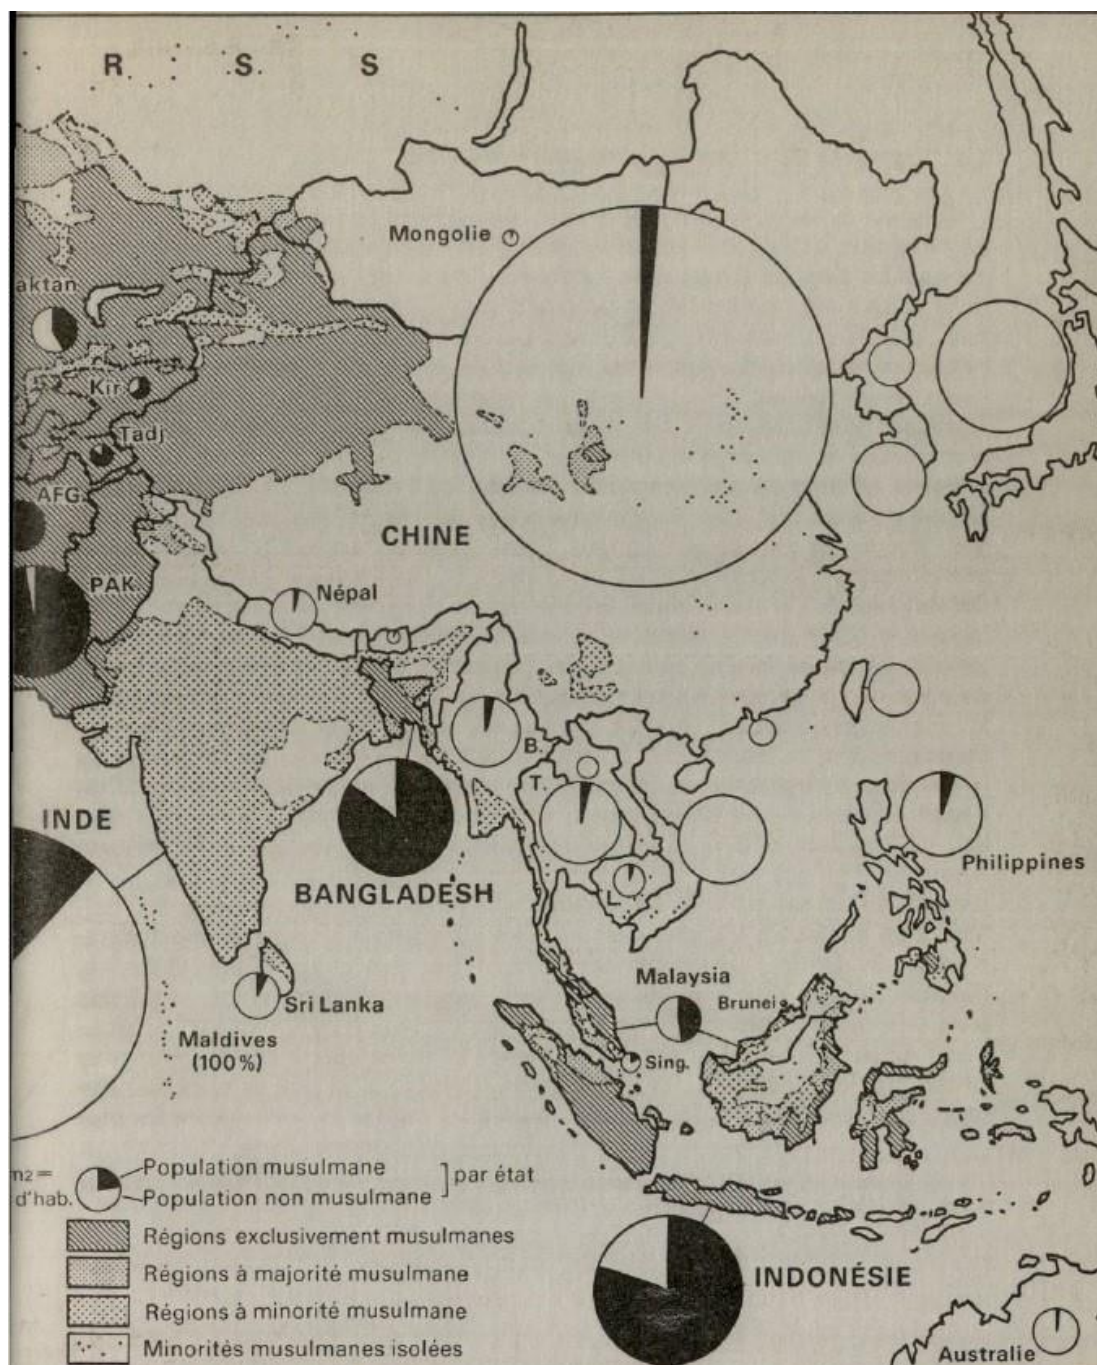 R S S
Mongolie
aktan
Kir.
Tadj
AFG.
CHINE
PAK.
Népal
B.
T.
INDE
BANGLADESH
Philippines
L.
Malaysia
Brunei
Sri Lanka
Sing.
Maldives
(100%)
m2=
d'hab.
Population musulmane
Population non musulmane
par état
Régions exclusivement musulmanes
Régions à majorité musulmane
Régions à minorité musulmane
Minorités musulmanes isolées
INDONÉSIE
Australie